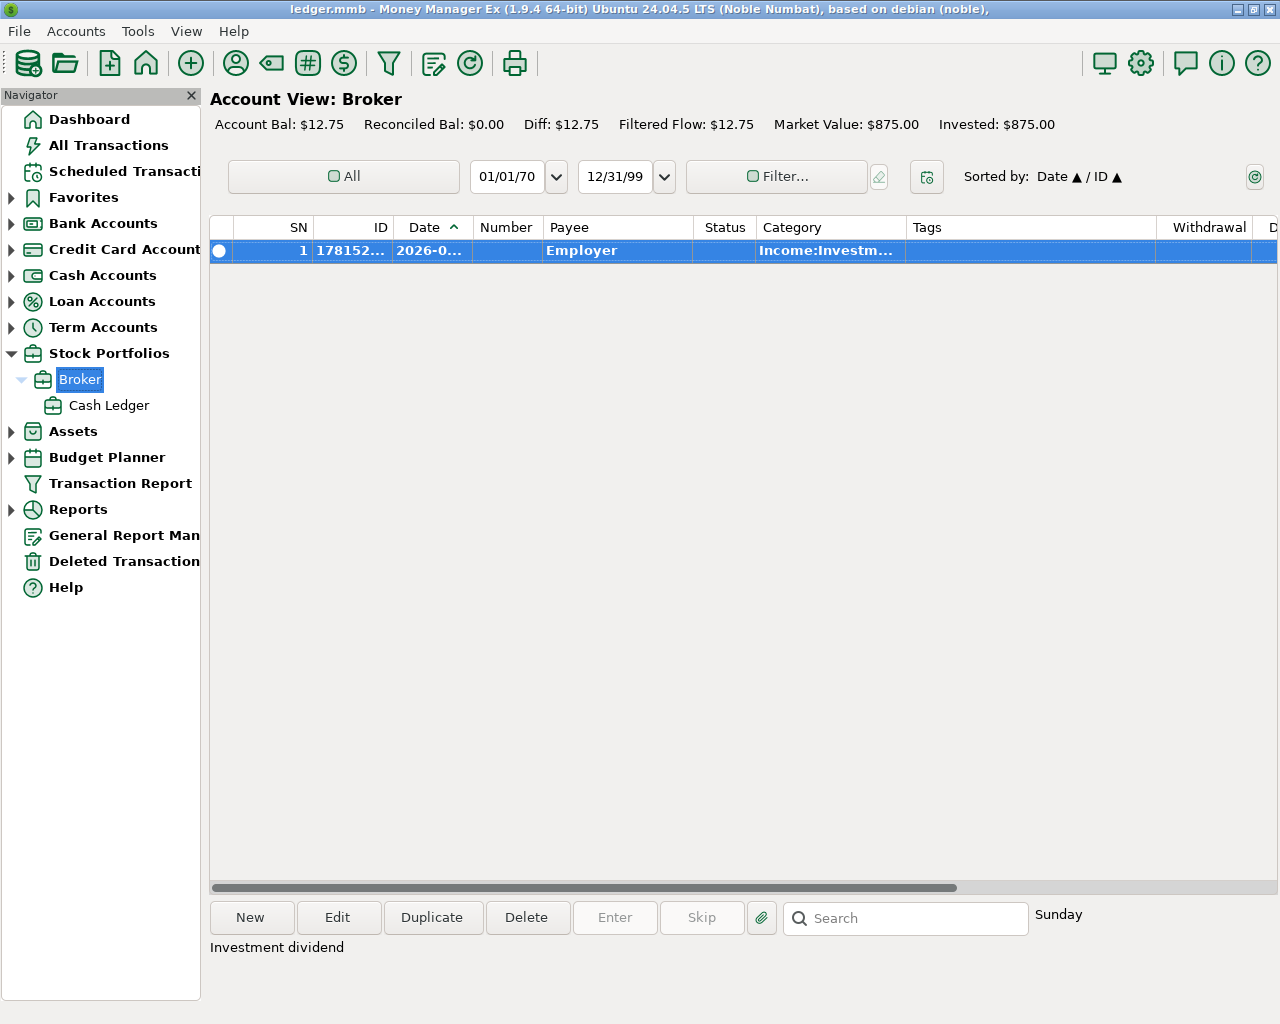 ledger.mmb - Money Manager Ex (1.9.4 64-bit) Ubuntu 24.04.5 LTS (Noble Numbat), based on debian (noble),
File Accounts Tools View Help
Navigator
Dashboard
All Transactions
Scheduled Transacti
Favorites
Bank Accounts
Credit Card Account
Cash Accounts
Loan Accounts
Term Accounts
Stock Portfolios
Broker
Cash Ledger
Assets
Budget Planner
Transaction Report
Reports
General Report Man
Deleted Transaction
Help
Account View: Broker
Account Bal: $12.75 Reconciled Bal: $0.00 Diff: $12.75 Filtered Flow: $12.75 Market Value: $875.00 Invested: $875.00
All 01/01/70 12/31/99 Filter... Sorted by: Date ▲ / ID ▲
SN ID Date Number Payee Status Category Tags Withdrawal D
1 178152... 2026-0... Employer Income:Investm...
New Edit Duplicate Delete Enter Skip Search Sunday
Investment dividend